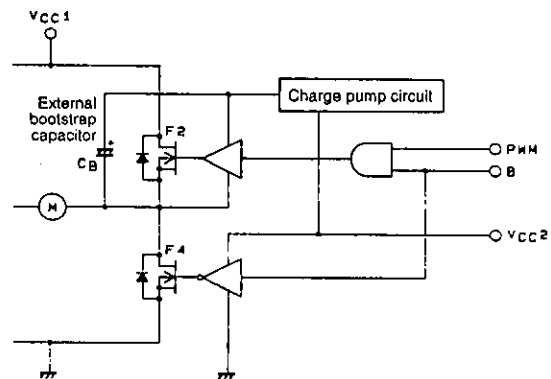 VCC1
Charge pump circuit
External
bootstrap
capacitor
CB
+
F2
PWM
B
M
VCC2
F4